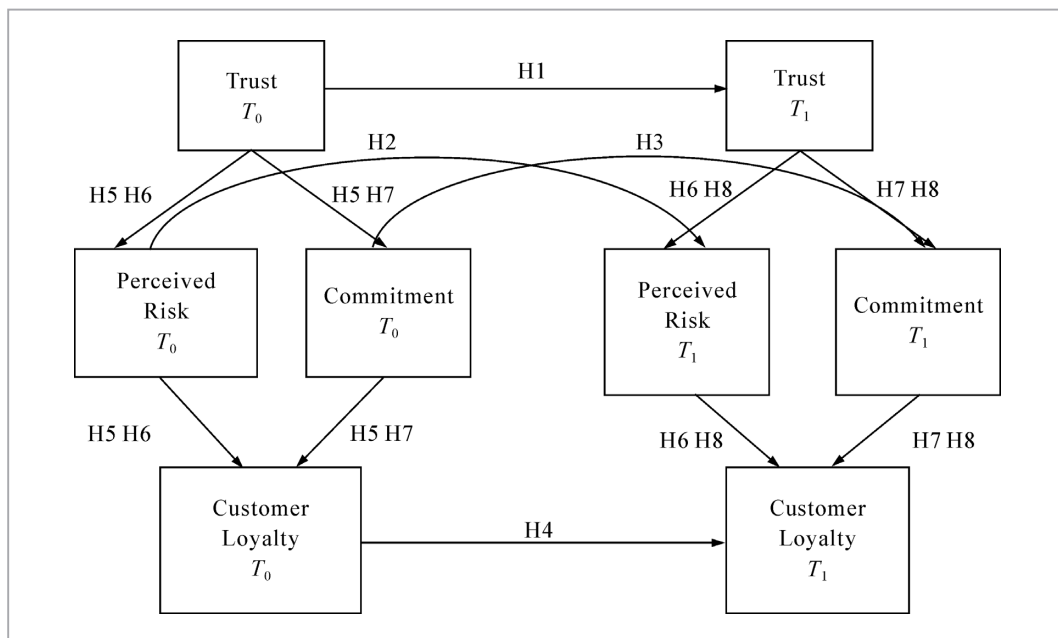 Trust
T₀
H1
Trust
T₁
H2
H3
H5 H6
H5 H7
H6 H8
H7 H8
Perceived
Risk
T₀
Commitment
T₀
Perceived
Risk
T₁
Commitment
T₁
H5 H6
H5 H7
H6 H8
H7 H8
Customer
Loyalty
T₀
H4
Customer
Loyalty
T₁